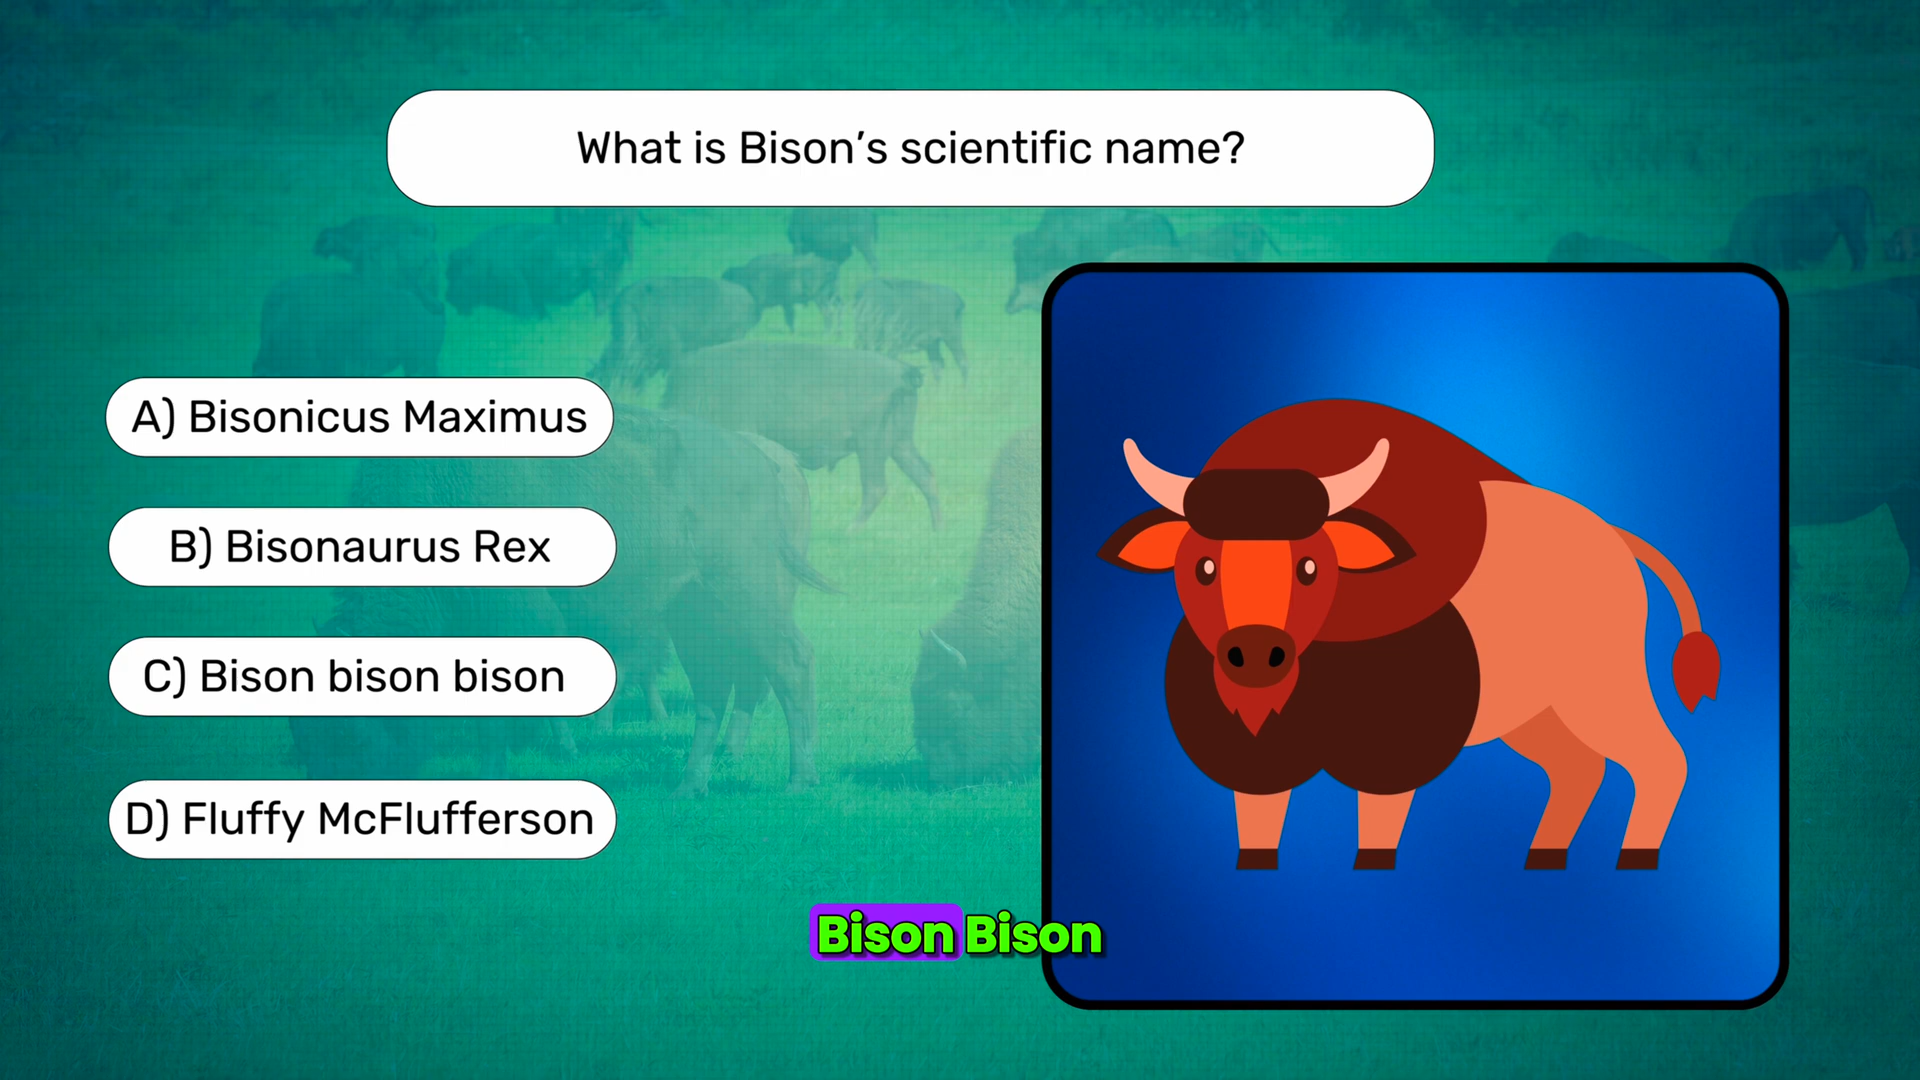 What is Bison’s scientific name?
A) Bisonicus Maximus
B) Bisonaurus Rex
C) Bison bison bison
D) Fluffy McFlufferson
Bison Bison